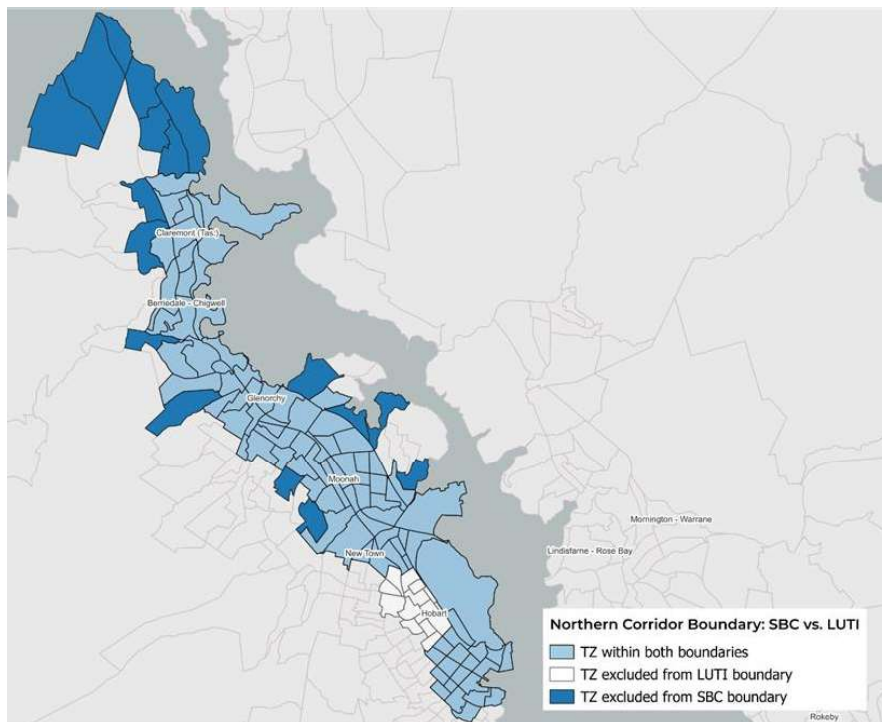 Claremont (Tas.)
Berriedale - Chigwell
Glenorchy
Moonah
Mornington - Warrane
New Town
Lindisfarne - Rose Bay
Hobart
Northern Corridor Boundary: SBC vs. LUTI
TZ within both boundaries
TZ excluded from LUTI boundary
TZ excluded from SBC boundary
Rokeby